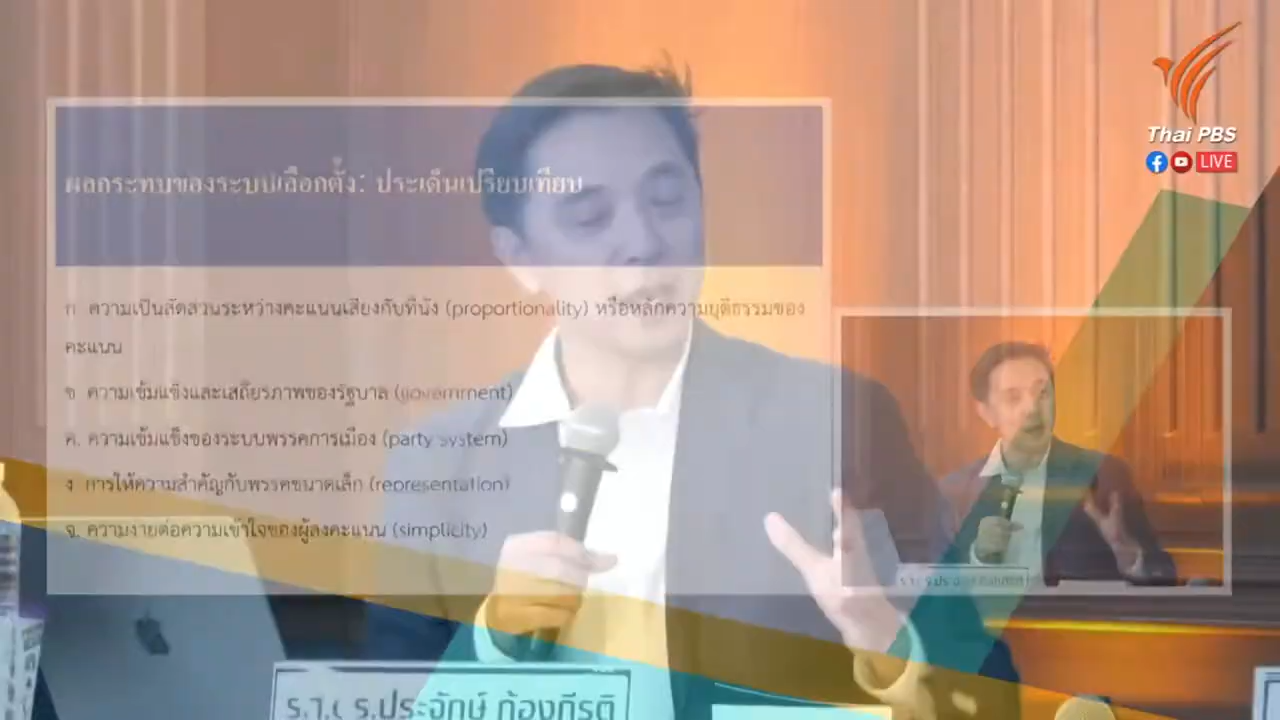 Thai PBS
LIVE
ผลกระทบของระบบเลือกตั้ง: ประเด็นเปรียบเทียบ
ก ความเป็นสัดส่วนระหว่างคะแนนเสียงกับที่นั่ง (proportionality) หรือหลักความยุติธรรมของ
คะแนน
ข ความเข้มแข็งและเสถียรภาพของรัฐบาล (government)
ค. ความเข้มแข็งของระบบพรรคการเมือง (party system)
ง การให้ความสำคัญกับพรรคขนาดเล็ก (representation)
จ. ความง่ายต่อความเข้าใจของผู้ลงคะแนน (simplicity)
ร.ประจักษ์ ก้องกีรติ